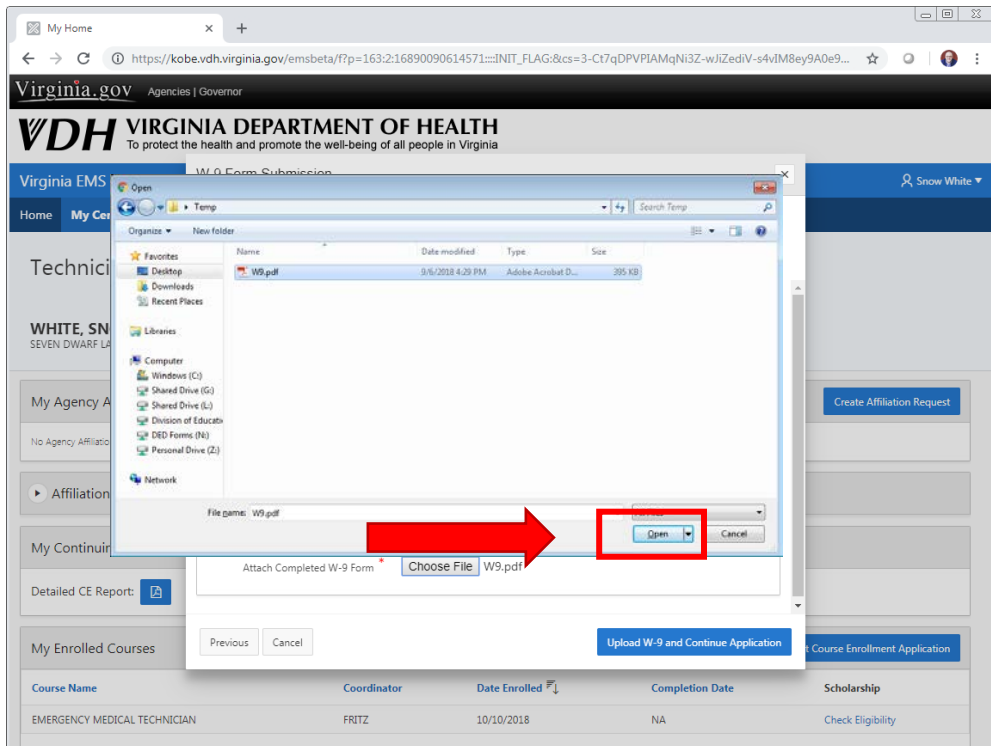 My Home
https://kobe.vdh.virginia.gov/emsbeta/f?p=163:2:16890090614571::::INIT_FLAG:&cs=3-Ct7qDPVPIAMqNi3Z-wJiZediV-s4vIM8ey9A0e9...
Virginia.gov Agencies | Governor
VDH VIRGINIA DEPARTMENT OF HEALTH
To protect the health and promote the well-being of all people in Virginia
W-9 Form Submission
Virginia EMS
Snow White
Open
Temp
Search Temp
Home My Cer
Organize New folder
Technici
Favorites
Desktop
Downloads
Recent Places
Name Date modified Type Size
W9.pdf 9/6/2018 4:29 PM Adobe Acrobat D... 395 KB
WHITE, SN
SEVEN DWARF LA
Libraries
Computer
Windows (C:)
Shared Drive (G:)
Shared Drive (L:)
Division of Educati
DED Forms (N:)
Personal Drive (Z:)
Network
My Agency A
Create Affiliation Request
No Agency Affiliatio
Affiliation
File name: W9.pdf
Open Cancel
My Continuin
Attach Completed W-9 Form * Choose File W9.pdf
Detailed CE Report:
Previous Cancel Upload W-9 and Continue Application
My Enrolled Courses
t Course Enrollment Application
Course Name Coordinator Date Enrolled Completion Date Scholarship
EMERGENCY MEDICAL TECHNICIAN FRITZ 10/10/2018 NA Check Eligibility